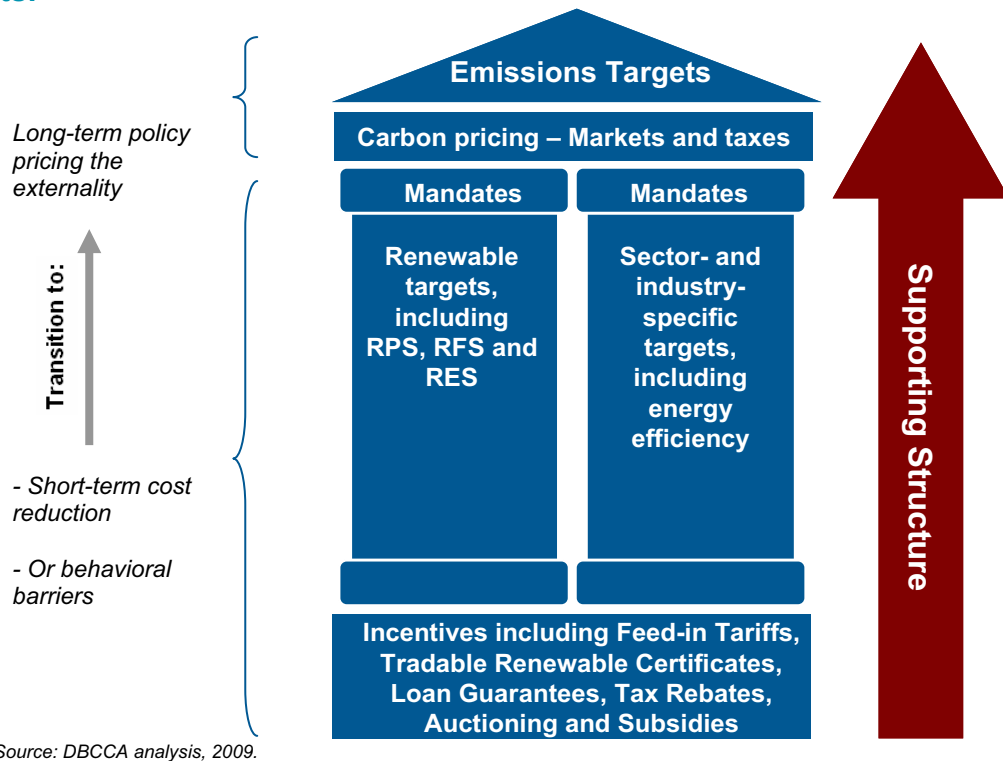 Emissions Targets
Carbon pricing – Markets and taxes
Long-term policy
pricing the
externality
Transition to:
- Short-term cost
reduction
- Or behavioral
barriers
Mandates
Renewable
targets,
including
RPS, RFS and
RES
Mandates
Sector- and
industry-
specific
targets,
including
energy
efficiency
Incentives including Feed-in Tariffs,
Tradable Renewable Certificates,
Loan Guarantees, Tax Rebates,
Auctioning and Subsidies
Supporting Structure
Source: DBCCA analysis, 2009.